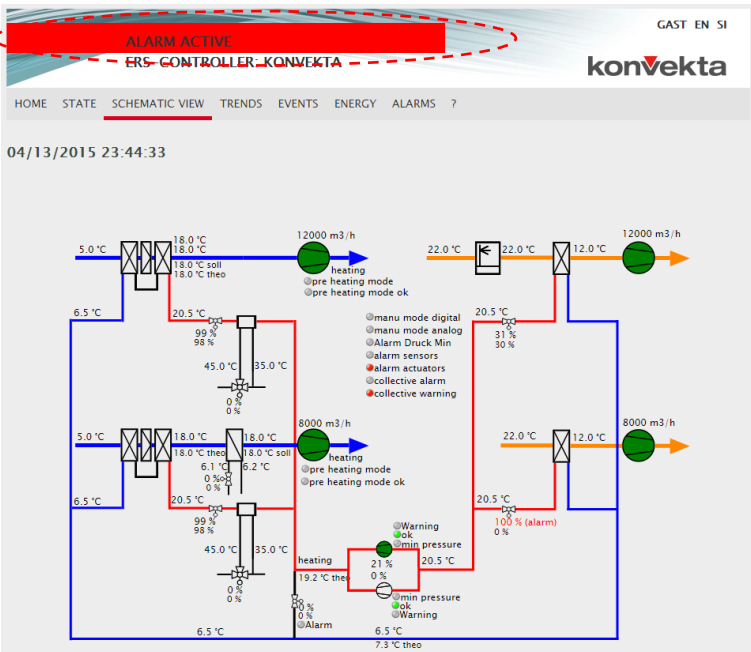 GAST EN SI
ALARM ACTIVE
ERS-CONTROLLER: KONVEKTA
konvekta
HOME STATE SCHEMATIC VIEW TRENDS EVENTS ENERGY ALARMS ?
04/13/2015 23:44:33
5.0 °C
18.0 °C
18.0 °C
18.0 °C soll
18.0 °C theo
12000 m3/h
heating
pre heating mode
pre heating mode ok
22.0 °C
22.0 °C
12.0 °C
12000 m3/h
6.5 °C
20.5 °C
99 %
98 %
45.0 °C
35.0 °C
0 %
0 %
manu mode digital
manu mode analog
Alarm Druck Min
alarm sensors
alarm actuators
collective alarm
collective warning
20.5 °C
31 %
30 %
5.0 °C
18.0 °C
18.0 °C
18.0 °C theo
18.0 °C soll
8000 m3/h
heating
pre heating mode
pre heating mode ok
6.1 °C
6.2 °C
0 %
0 %
22.0 °C
12.0 °C
8000 m3/h
6.5 °C
20.5 °C
99 %
98 %
45.0 °C
35.0 °C
0 %
0 %
20.5 °C
100 % (alarm)
0 %
Warning
ok
min pressure
heating
19.2 °C theo
21 %
0 %
20.5 °C
min pressure
ok
Warning
0 %
0 %
Alarm
6.5 °C
6.5 °C
7.3 °C theo